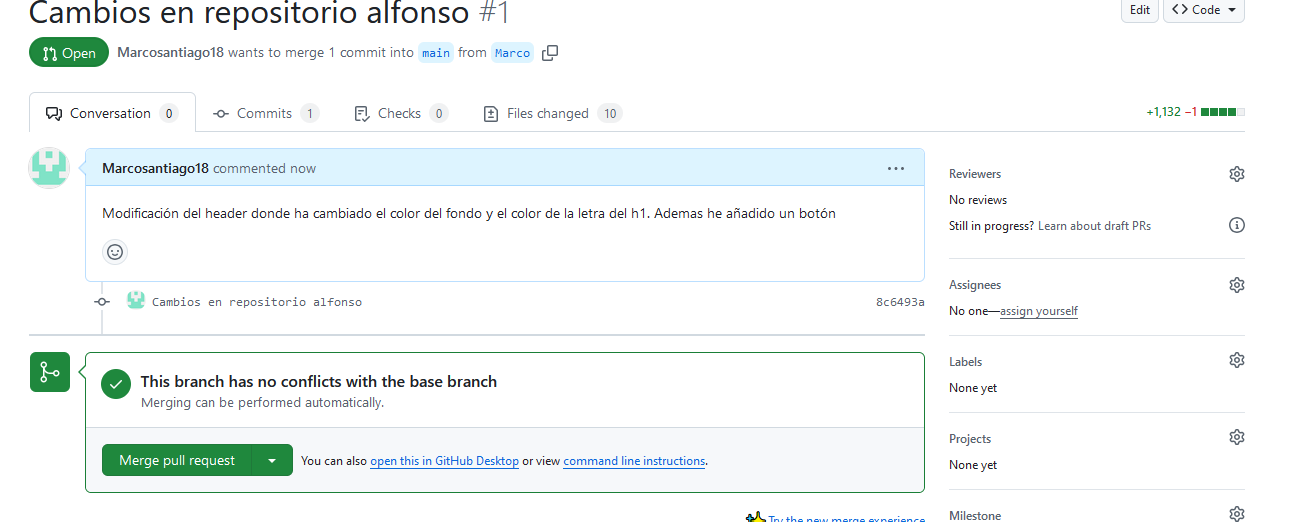 Cambios en repositorio alfonso #1
Edit
Code
Open
Marcosantiago18 wants to merge 1 commit into main from Marco
Conversation 0
Commits 1
Checks 0
Files changed 10
+1,132 −1
Marcosantiago18 commented now
Modificación del header donde ha cambiado el color del fondo y el color de la letra del h1. Ademas he añadido un botón
Cambios en repositorio alfonso
8c6493a
This branch has no conflicts with the base branch
Merging can be performed automatically.
Merge pull request
You can also open this in GitHub Desktop or view command line instructions.
Try the new merge experience
Reviewers
No reviews
Still in progress? Learn about draft PRs
Assignees
No one—assign yourself
Labels
None yet
Projects
None yet
Milestone